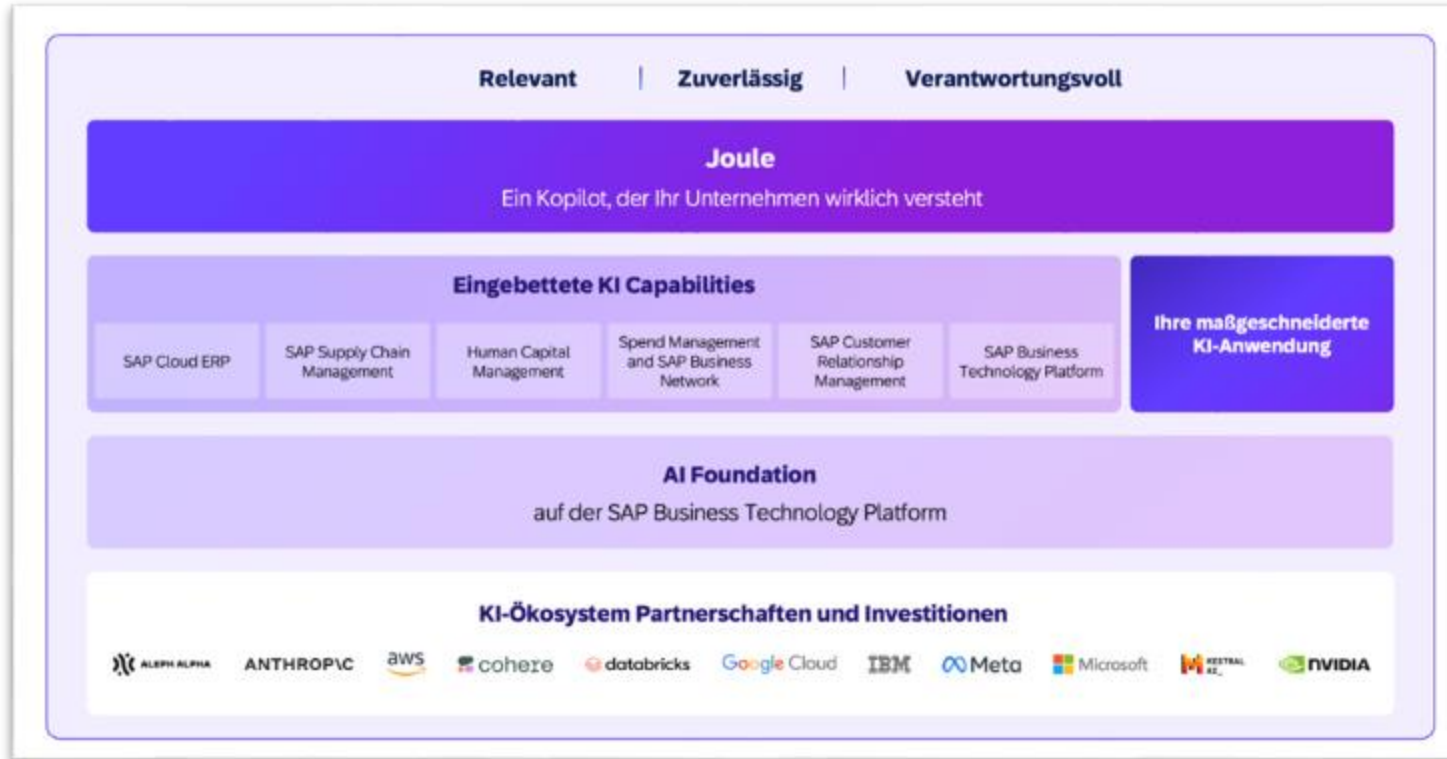 Relevant | Zuverlässig | Verantwortungsvoll
Joule
Ein Kopilot, der Ihr Unternehmen wirklich versteht
Eingebettete KI Capabilities
SAP Cloud ERP
SAP Supply Chain
Management
Human Capital
Management
Spend Management
and SAP Business
Network
SAP Customer
Relationship
Management
SAP Business
Technology Platform
Ihre maßgeschneiderte
KI-Anwendung
AI Foundation
auf der SAP Business Technology Platform
KI-Ökosystem Partnerschaften und Investitionen
ALEPH ALPHA ANTHROP\C aws cohere databricks Google Cloud IBM Meta Microsoft MISTRAL NVIDIA
AI_